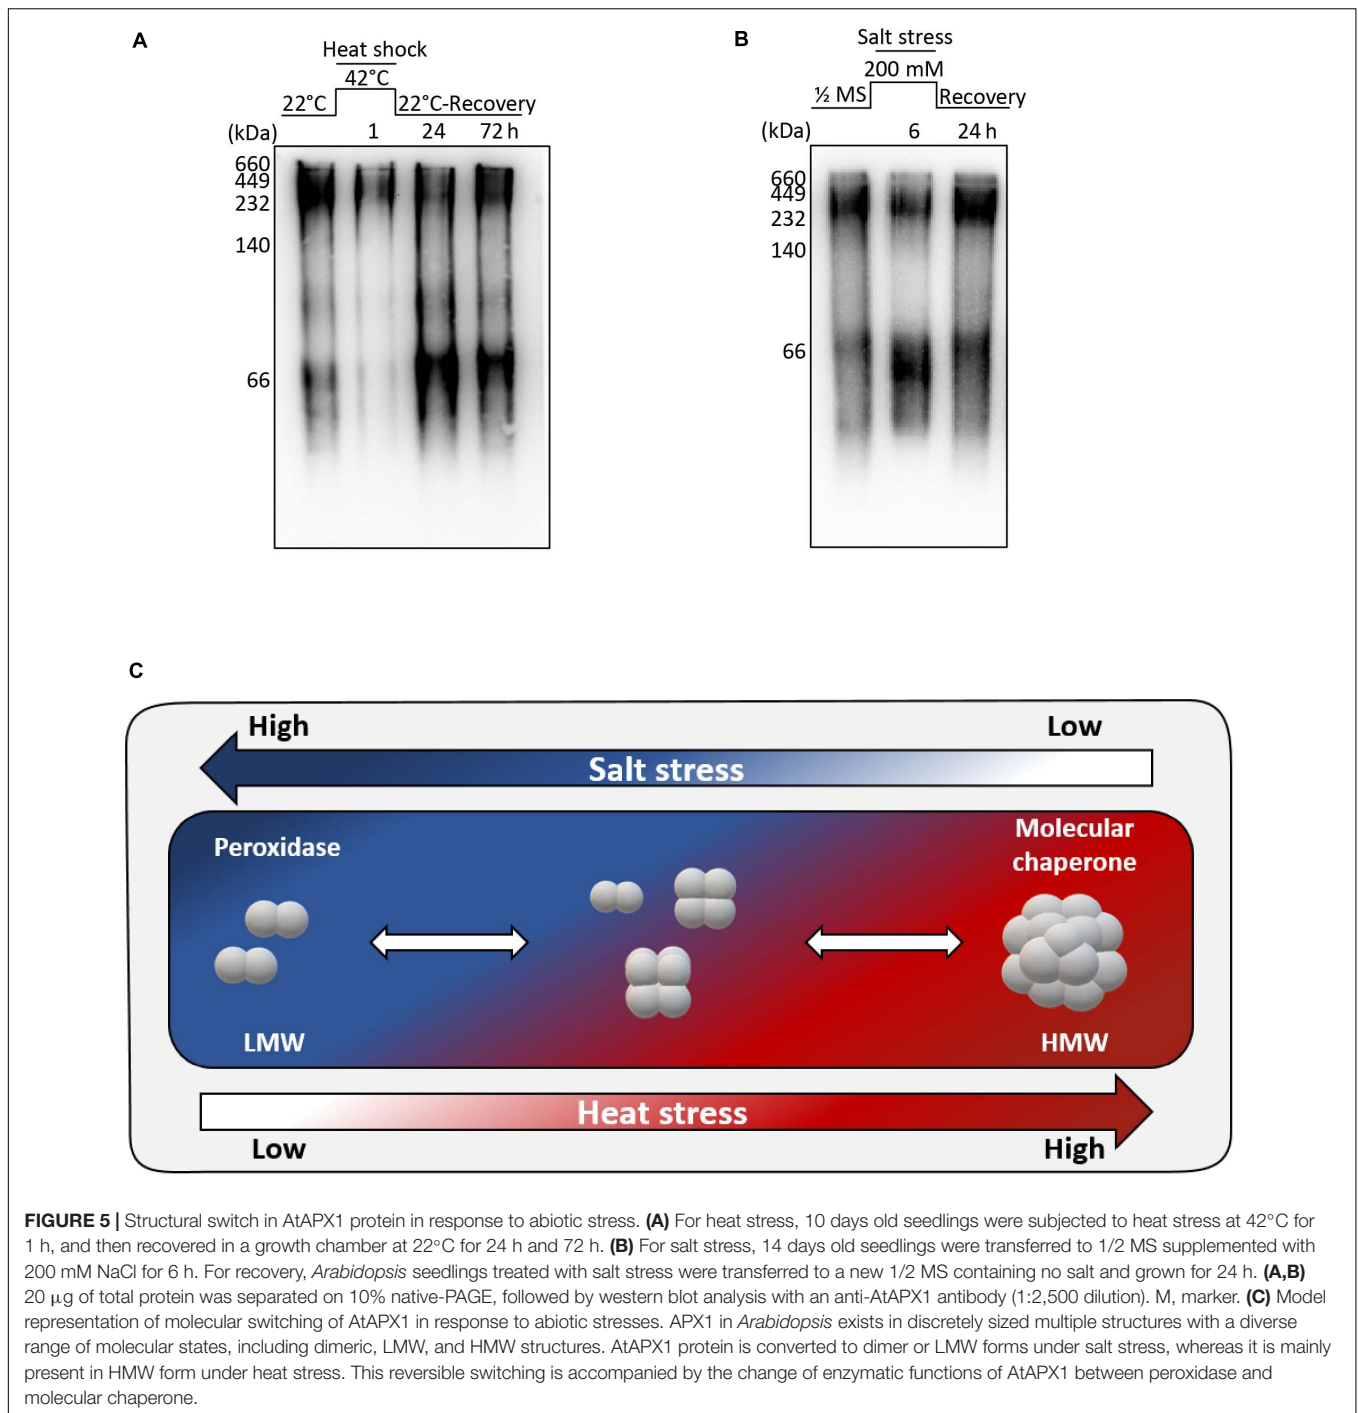 A
Heat shock
42°C
22°C
22°C-Recovery
(kDa)
1
24
72 h
660
449
232
140
66
B
Salt stress
200 mM
½ MS
Recovery
(kDa)
6
24 h
660
449
232
140
66
C
High
Low
Salt stress
Peroxidase
Molecular
chaperone
LMW
HMW
Heat stress
Low
High
FIGURE 5 | Structural switch in AtAPX1 protein in response to abiotic stress. (A) For heat stress, 10 days old seedlings were subjected to heat stress at 42°C for
1 h, and then recovered in a growth chamber at 22°C for 24 h and 72 h. (B) For salt stress, 14 days old seedlings were transferred to 1/2 MS supplemented with
200 mM NaCl for 6 h. For recovery, Arabidopsis seedlings treated with salt stress were transferred to a new 1/2 MS containing no salt and grown for 24 h. (A,B)
20 μg of total protein was separated on 10% native-PAGE, followed by western blot analysis with an anti-AtAPX1 antibody (1:2,500 dilution). M, marker. (C) Model
representation of molecular switching of AtAPX1 in response to abiotic stresses. APX1 in Arabidopsis exists in discretely sized multiple structures with a diverse
range of molecular states, including dimeric, LMW, and HMW structures. AtAPX1 protein is converted to dimer or LMW forms under salt stress, whereas it is mainly
present in HMW form under heat stress. This reversible switching is accompanied by the change of enzymatic functions of AtAPX1 between peroxidase and
molecular chaperone.